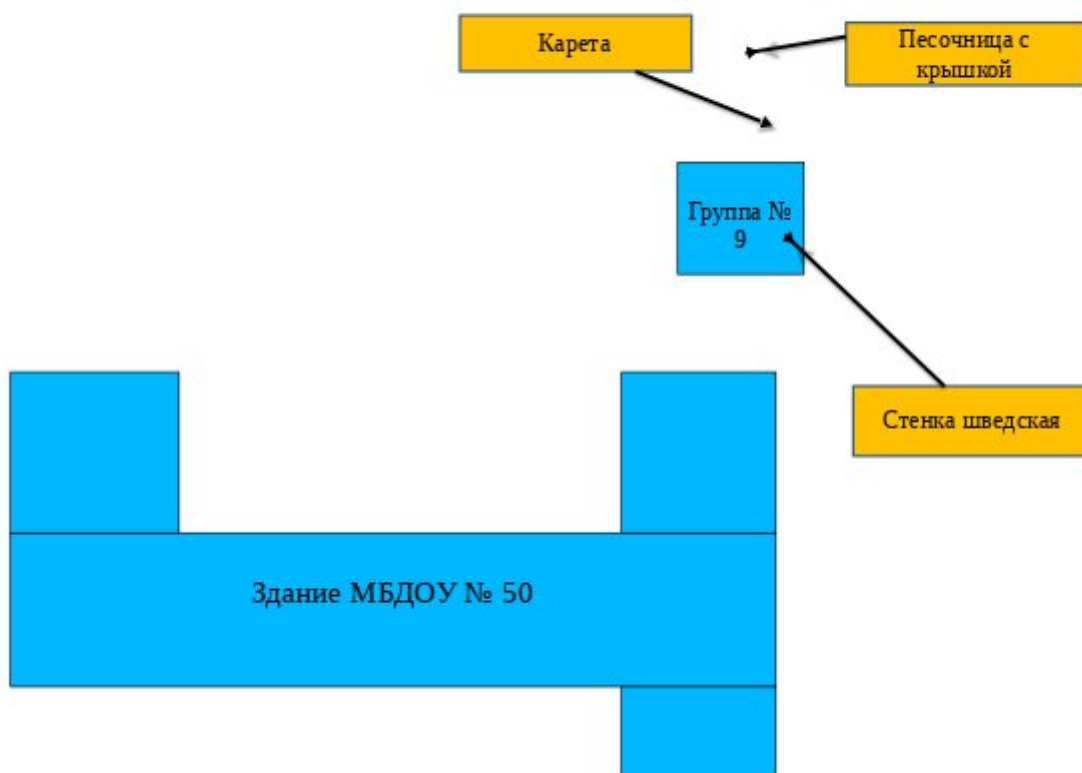 Карета
Песочница с
крышкой
Группа №
9
Стенка шведская
Здание МБДОУ № 50